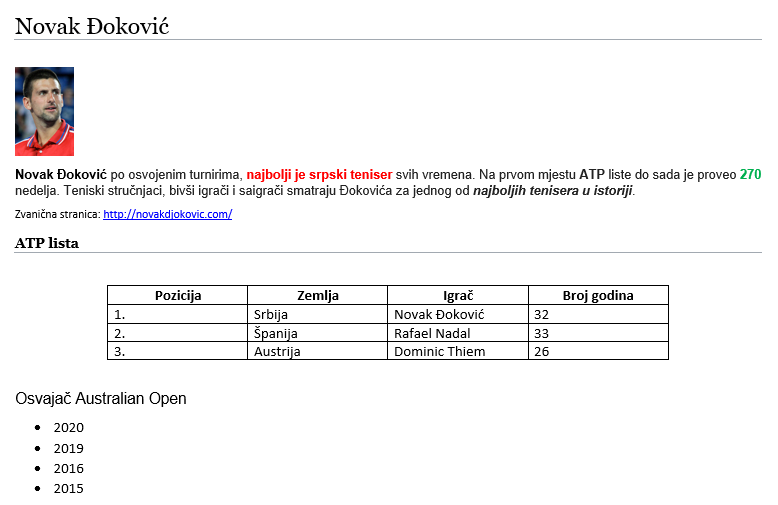 Novak Đoković
Novak Đoković po osvojenim turnirima, najbolji je srpski teniser svih vremena. Na prvom mjestu ATP liste do sada je proveo 270
nedelja. Teniski stručnjaci, bivši igrači i saigrači smatraju Đokovića za jednog od najboljih tenisera u istoriji.
Zvanična stranica: http://novakdjokovic.com/
ATP lista
Pozicija Zemlja Igrač Broj godina
1. Srbija Novak Đoković 32
2. Španija Rafael Nadal 33
3. Austrija Dominic Thiem 26
Osvajač Australian Open
• 2020
• 2019
• 2016
• 2015